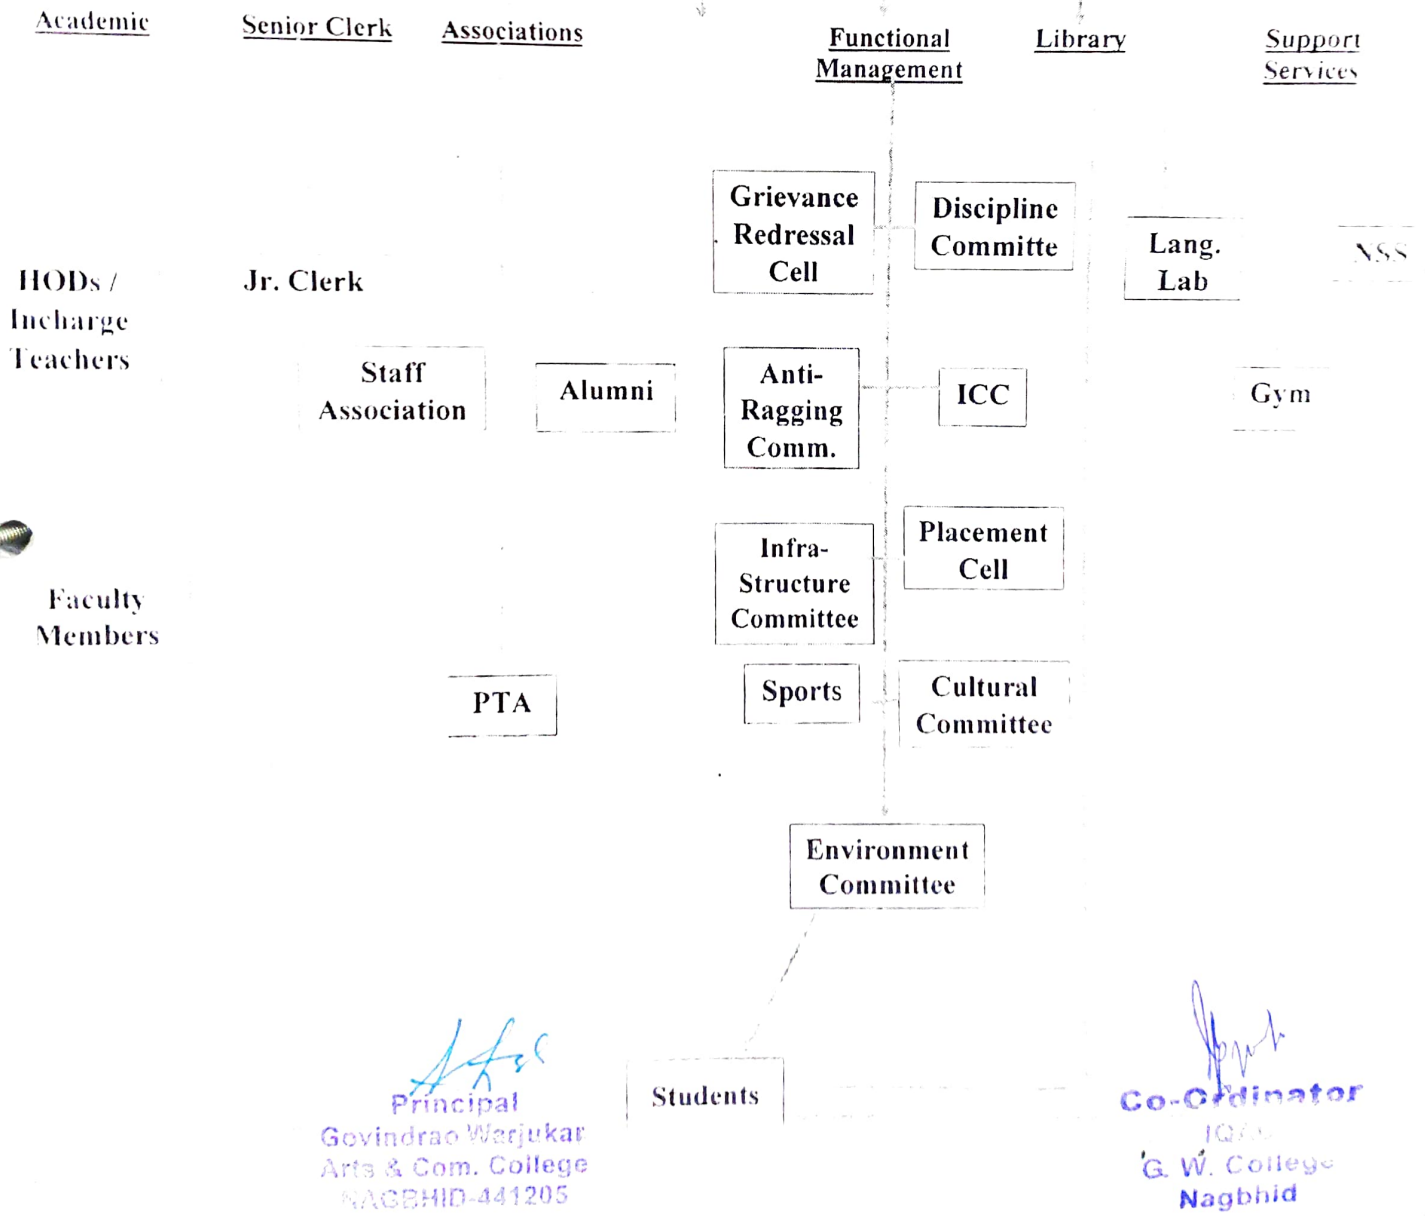 Academic
Senior Clerk
Associations
Functional
Management
Library
Support
Services
Grievance
Redressal
Cell
Discipline
Committe
Lang.
Lab
NSS
HODs /
Incharge
Teachers
Jr. Clerk
Staff
Association
Alumni
Anti-
Ragging
Comm.
ICC
Gym
Infra-
Structure
Committee
Placement
Cell
Faculty
Members
PTA
Sports
Cultural
Committee
Environment
Committee
Students
Principal
Govindrao Warjukar
Arts & Com. College
NAGBHID-441205
Co-Ordinator
G. W. College
Nagbhid